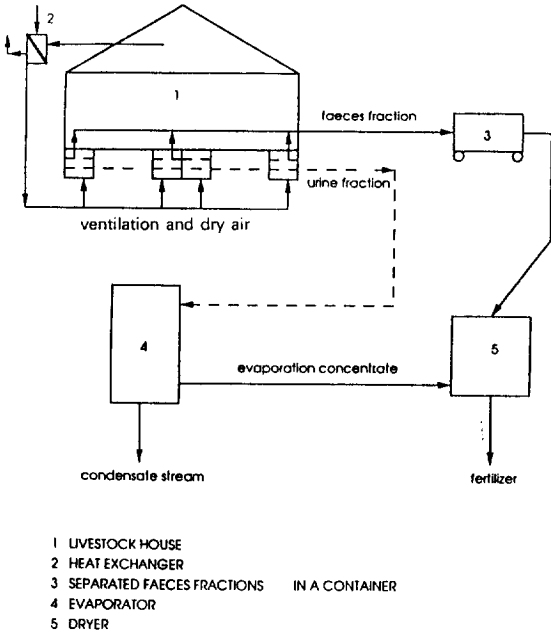 2
1
faeces fraction
3
urine fraction
ventilation and dry air
4
5
evaporation concentrate
condensate stream
fertilizer
1 LIVESTOCK HOUSE
2 HEAT EXCHANGER
3 SEPARATED FAECES FRACTIONS IN A CONTAINER
4 EVAPORATOR
5 DRYER